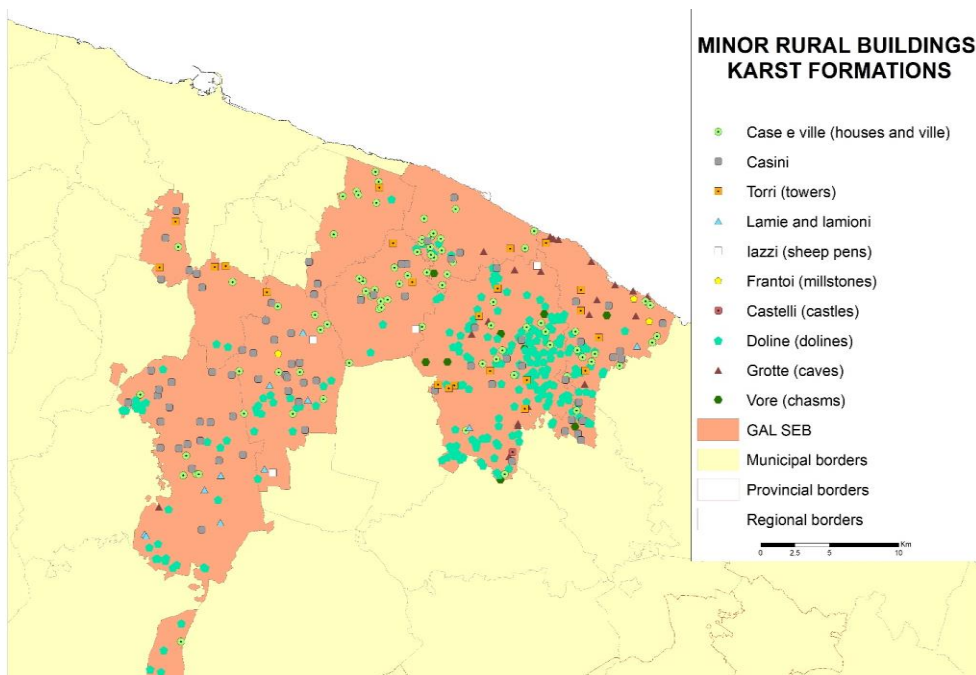 MINOR RURAL BUILDINGS
KARST FORMATIONS
Case e ville (houses and ville)
Casini
Torri (towers)
Lamie and lamioni
Iazzi (sheep pens)
Frantoi (millstones)
Castelli (castles)
Doline (dolines)
Grotte (caves)
Vore (chasms)
GAL SEB
Municipal borders
Provincial borders
Regional borders
Km
0 2.5 5 10